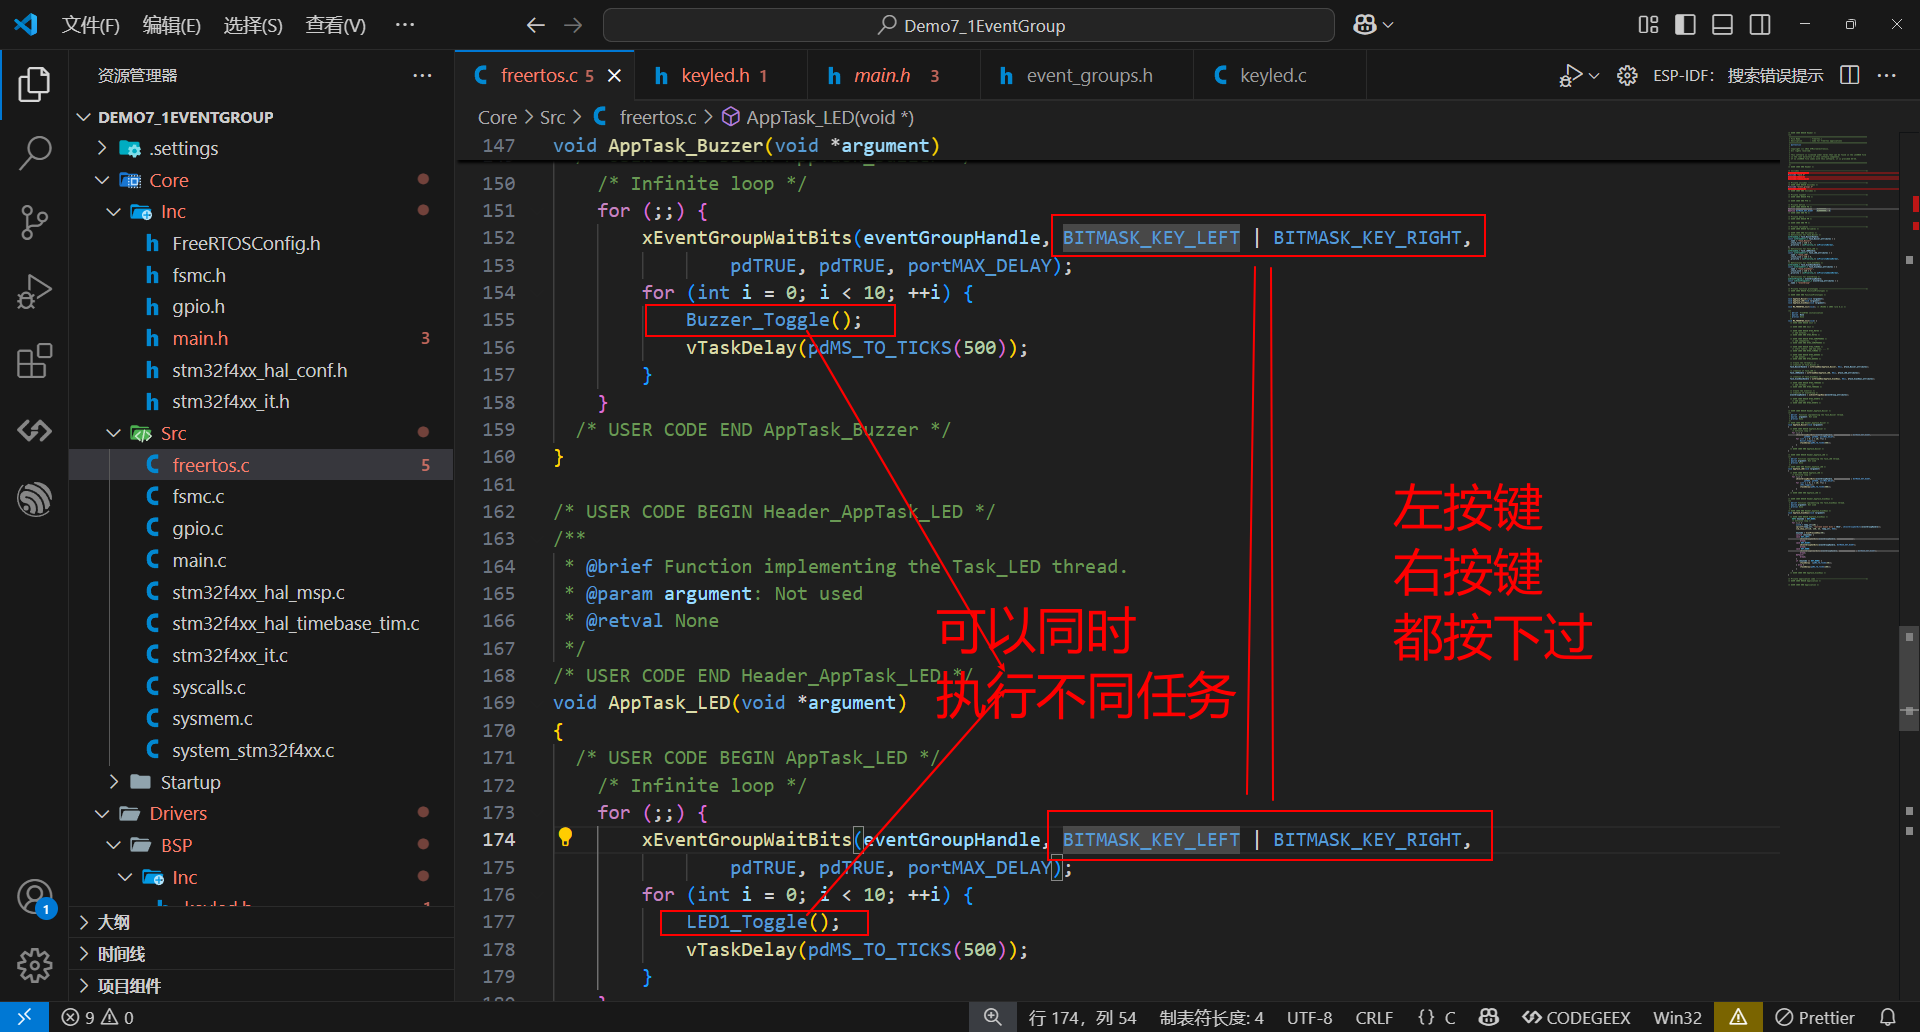 文件(F) 编辑(E) 选择(S) 查看(V) ··· Demo7_1EventGroup
资源管理器 ···
DEMO7_1EVENTGROUP
.settings
Core
Inc
FreeRTOSConfig.h
fsmc.h
gpio.h
main.h 3
stm32f4xx_hal_conf.h
stm32f4xx_it.h
Src
freertos.c 5
fsmc.c
gpio.c
main.c
stm32f4xx_hal_msp.c
stm32f4xx_hal_timebase_tim.c
stm32f4xx_it.c
syscalls.c
sysmem.c
system_stm32f4xx.c
Startup
Drivers
BSP
Inc
大纲
时间线
项目组件
1
freertos.c 5 keyled.h 1 main.h 3 event_groups.h keyled.c ESP-IDF: 搜索错误提示 ···
Core > Src > freertos.c > AppTask_LED(void *)
147 void AppTask_Buzzer(void *argument)
150 /* Infinite loop */
151 for (;;) {
152 xEventGroupWaitBits(eventGroupHandle, BITMASK_KEY_LEFT | BITMASK_KEY_RIGHT,
153 pdTRUE, pdTRUE, portMAX_DELAY);
154 for (int i = 0; i < 10; ++i) {
155 Buzzer_Toggle();
156 vTaskDelay(pdMS_TO_TICKS(500));
157 }
158 }
159 /* USER CODE END AppTask_Buzzer */
160 }
161
162 /* USER CODE BEGIN Header_AppTask_LED */
163 /**
164 * @brief Function implementing the Task_LED thread.
165 * @param argument: Not used
166 * @retval None
167 */
168 /* USER CODE END Header_AppTask_LED */
169 void AppTask_LED(void *argument)
170 {
171 /* USER CODE BEGIN AppTask_LED */
172 /* Infinite loop */
173 for (;;) {
174 xEventGroupWaitBits(eventGroupHandle, BITMASK_KEY_LEFT | BITMASK_KEY_RIGHT,
175 pdTRUE, pdTRUE, portMAX_DELAY);
176 for (int i = 0; i < 10; ++i) {
177 LED1_Toggle();
178 vTaskDelay(pdMS_TO_TICKS(500));
179 }
可以同时
执行不同任务
左按键
右按键
都按下过
9 0 行 174，列 54 制表符长度: 4 UTF-8 CRLF {} C CODEGEEX Win32 Prettier